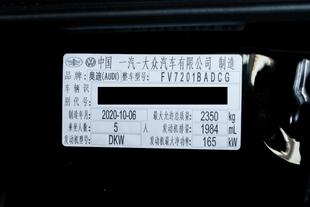 中国 一汽-大众汽车有限公司 制造
品牌 奥迪(AUDI) 整车型号 FV7201BADCG
车辆识
制造年月 2020-10-06 最大允许总质量 2350 kg
乘坐人数 5 人 发动机排量 1984 mL
发动机型号 DKW 发动机最大净功率 165 kW